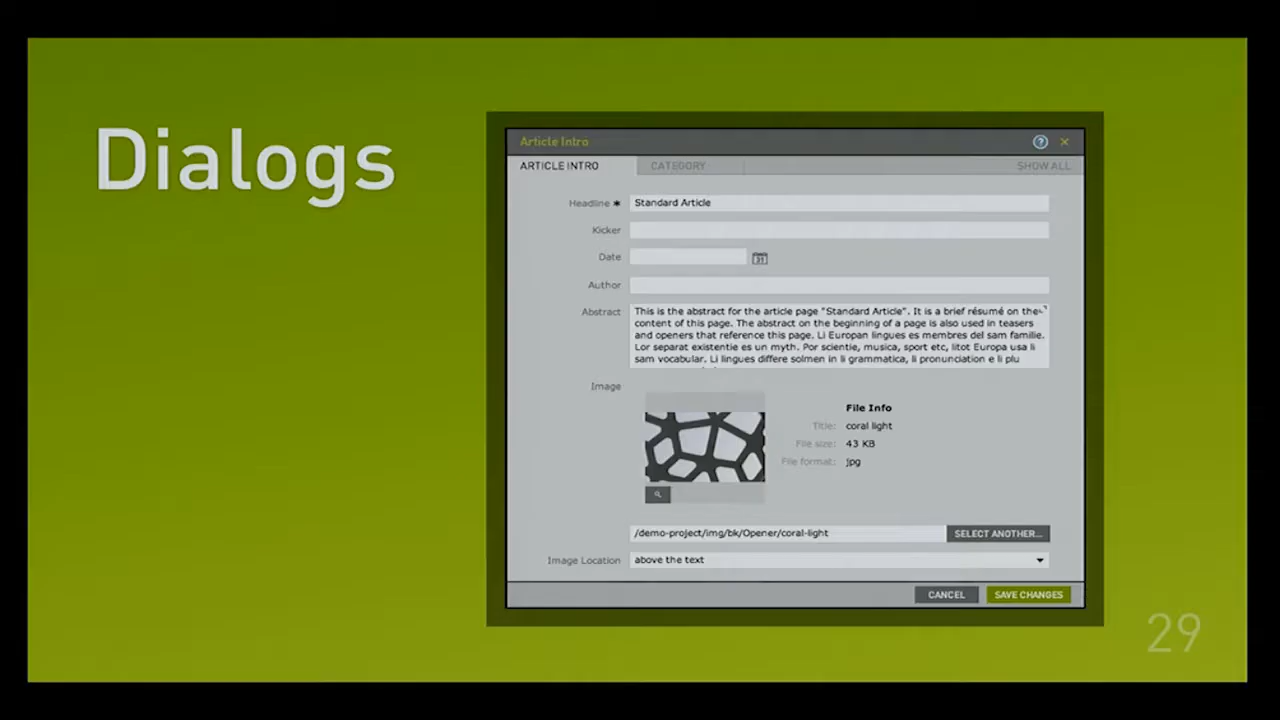 Dialogs
Article Intro
?
ARTICLE INTRO
CATEGORY
SHOW ALL
Headline *
Standard Article
Kicker
Date
31
Author
Abstract
This is the abstract for the article page "Standard Article". It is a brief résumé on the
content of this page. The abstract on the beginning of a page is also used in teasers
and openers that reference this page. Li Europan lingues es membres del sam familie.
Lor separat existentie es un myth. Por scientie, musica, sport etc, litot Europa usa li
sam vocabular. Li lingues differe solmen in li grammatica, li pronunciation e li plu
Image
File Info
Title: coral light
File size: 43 KB
File format: jpg
/demo-project/img/bk/Opener/coral-light
SELECT ANOTHER...
Image Location
above the text
CANCEL
SAVE CHANGES
29